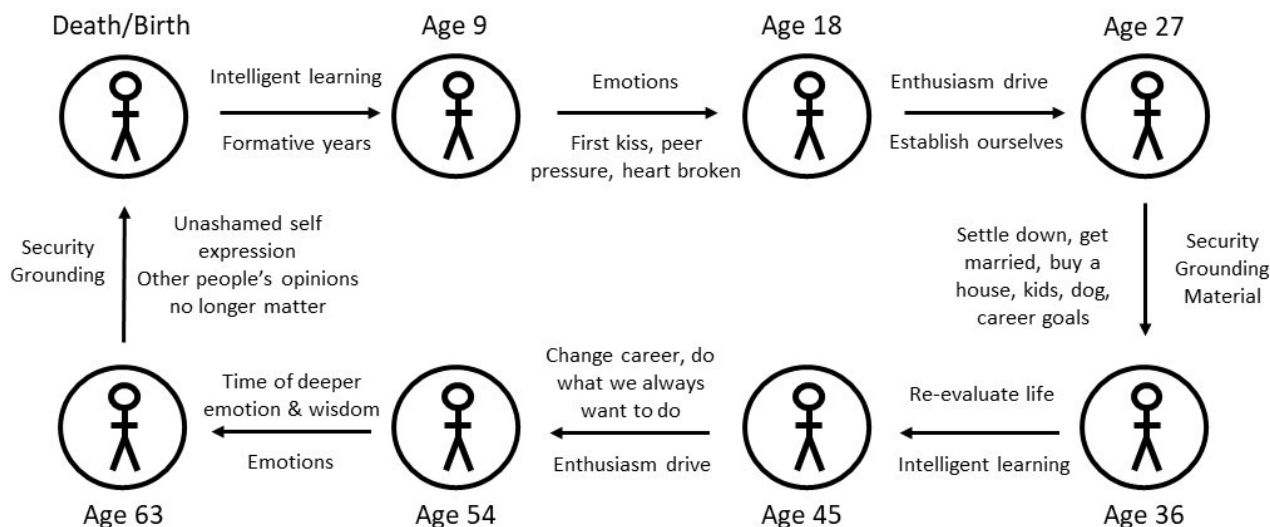 Death/Birth
Age 9
Age 18
Age 27
Intelligent learning
Formative years
Emotions
First kiss, peer
pressure, heart broken
Enthusiasm drive
Establish ourselves
Settle down, get
married, buy a
house, kids, dog,
career goals
Security
Grounding
Material
Age 36
Re-evaluate life
Intelligent learning
Age 45
Change career, do
what we always
want to do
Enthusiasm drive
Age 54
Time of deeper
emotion & wisdom
Emotions
Age 63
Security
Grounding
Unashamed self
expression
Other people's opinions
no longer matter